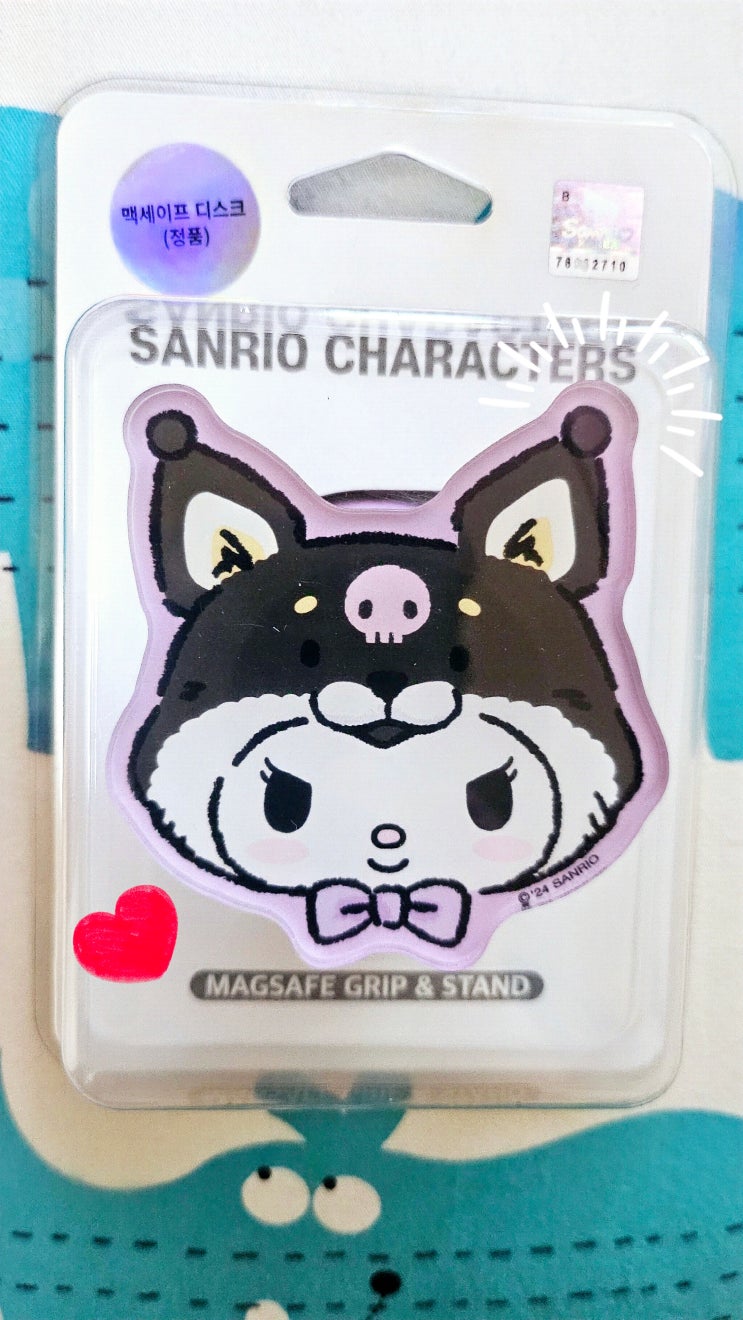 맥세이프 디스크
(정품)
B
SANRIO CHARACTERS
© '24 SANRIO
MAGSAFE GRIP & STAND